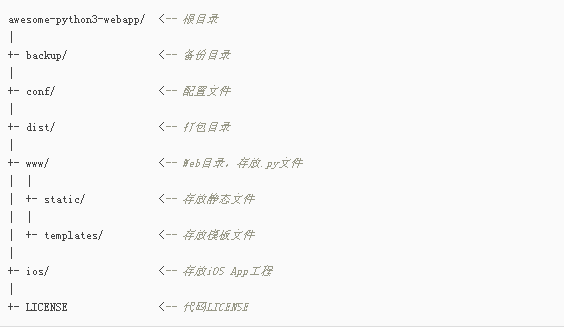 awesome-python3-webapp/  <-- 根目录
|
+- backup/               <-- 备份目录
|
+- conf/                 <-- 配置文件
|
+- dist/                 <-- 打包目录
|
+- www/                  <-- Web目录，存放.py文件
|  |
|  +- static/            <-- 存放静态文件
|  |
|  +- templates/         <-- 存放模板文件
|
+- ios/                  <-- 存放iOS App工程
|
+- LICENSE               <-- 代码LICENSE